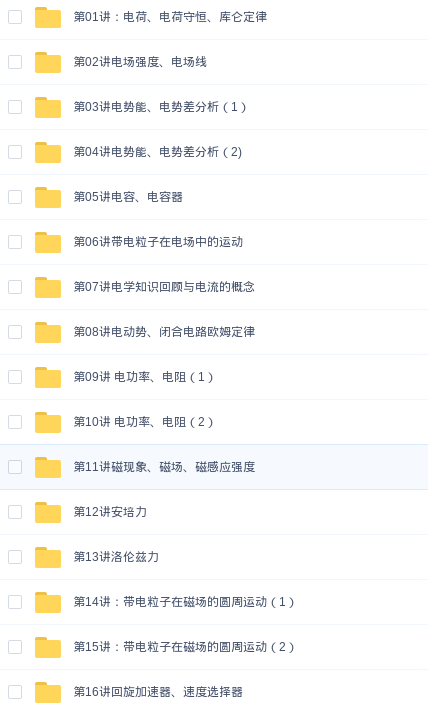 第01讲：电荷、电荷守恒、库仑定律
第02讲电场强度、电场线
第03讲电势能、电势差分析（1）
第04讲电势能、电势差分析（2)
第05讲电容、电容器
第06讲带电粒子在电场中的运动
第07讲电学知识回顾与电流的概念
第08讲电动势、闭合电路欧姆定律
第09讲 电功率、电阻（1）
第10讲 电功率、电阻（2）
第11讲磁现象、磁场、磁感应强度
第12讲安培力
第13讲洛伦兹力
第14讲：带电粒子在磁场的圆周运动（1）
第15讲：带电粒子在磁场的圆周运动（2）
第16讲回旋加速器、速度选择器